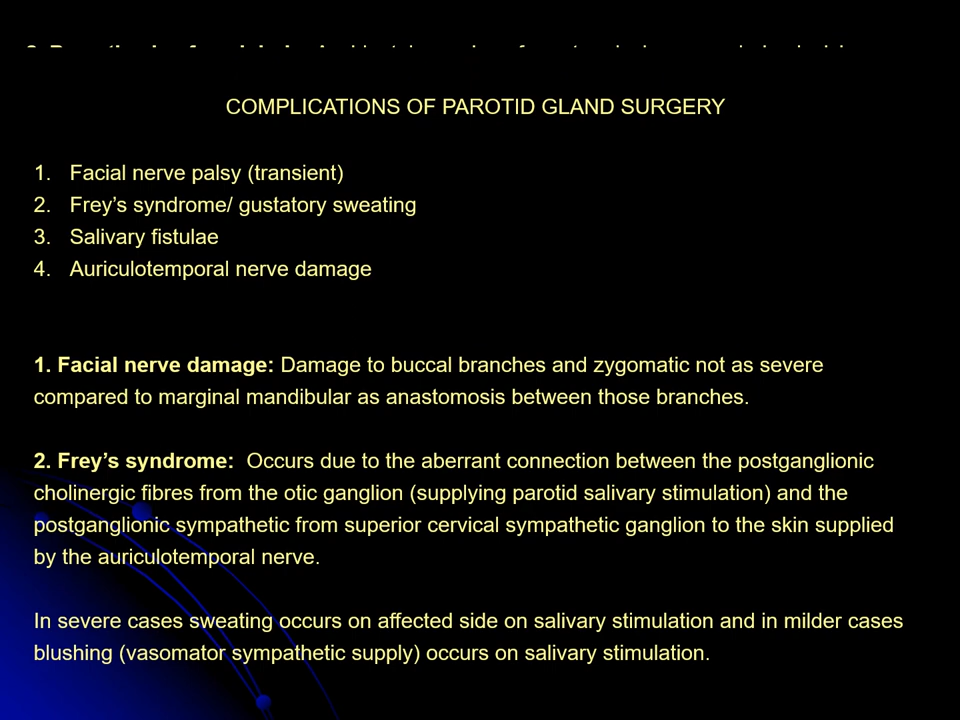 COMPLICATIONS OF PAROTID GLAND SURGERY
1. Facial nerve palsy (transient)
2. Frey’s syndrome/ gustatory sweating
3. Salivary fistulae
4. Auriculotemporal nerve damage
1. Facial nerve damage: Damage to buccal branches and zygomatic not as severe
compared to marginal mandibular as anastomosis between those branches.
2. Frey’s syndrome: Occurs due to the aberrant connection between the postganglionic
cholinergic fibres from the otic ganglion (supplying parotid salivary stimulation) and the
postganglionic sympathetic from superior cervical sympathetic ganglion to the skin supplied
by the auriculotemporal nerve.
In severe cases sweating occurs on affected side on salivary stimulation and in milder cases
blushing (vasomator sympathetic supply) occurs on salivary stimulation.